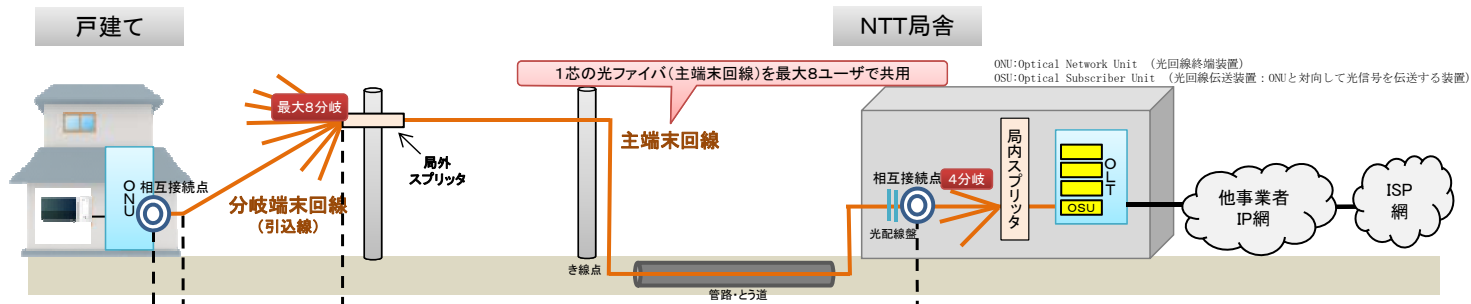 戸建て
NTT局舎
1芯の光ファイバ(主端末回線)を最大8ユーザで共用
ONU:Optical Network Unit （光回線終端装置）
OSU:Optical Subscriber Unit （光回線伝送装置：ONUと対向して光信号を伝送する装置）
最大8分岐
主端末回線
局外
スプリッタ
ONU
相互接続点
分岐端末回線
(引込線)
き線点
管路・とう道
相互接続点
4分岐
光配線盤
局内スプリッタ
OLT
OSU
他事業者
IP網
ISP
網